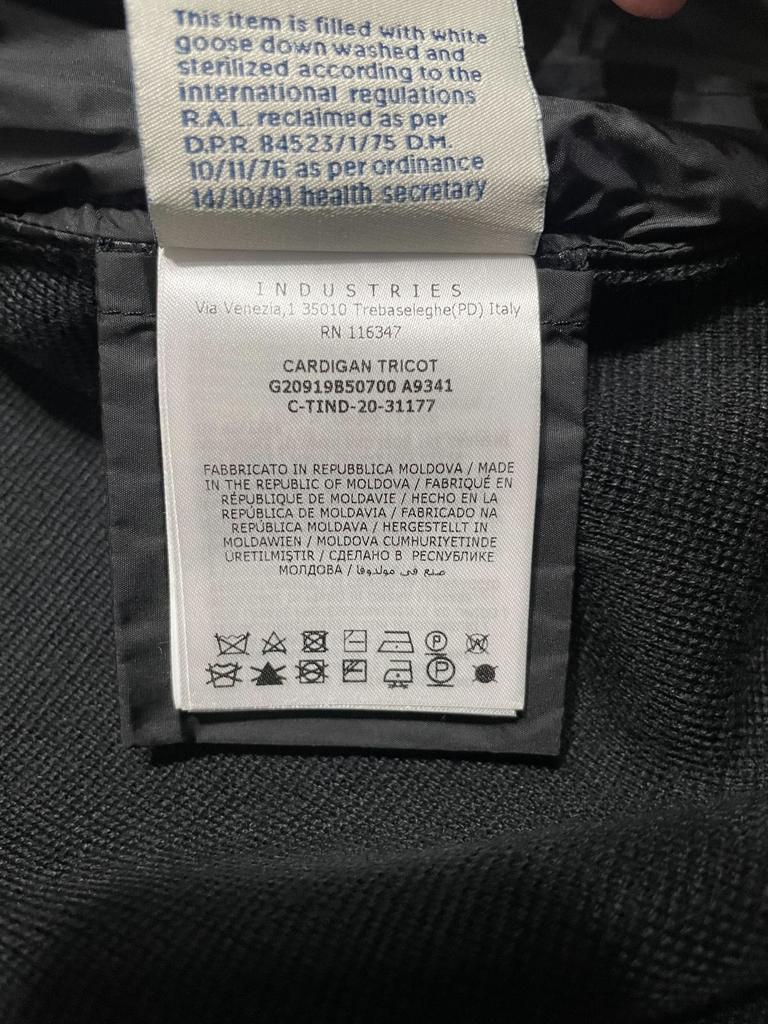 This item is filled with white
goose down washed and
sterilized according to the
international regulations
R.A.L. reclaimed as per
D.P.R. 84523/1/75 D.M.
10/11/76 as per ordinance
14/10/81 health secretary
INDUSTRIES
Via Venezia,1 35010 Trebaseleghe(PD) Italy
RN 116347
CARDIGAN TRICOT
G20919B50700 A9341
C-TIND-20-31177
FABBRICATO IN REPUBBLICA MOLDOVA / MADE
IN THE REPUBLIC OF MOLDOVA / FABRIQUÉ EN
RÉPUBLIQUE DE MOLDAVIE / HECHO EN LA
REPÚBLICA DE MOLDAVIA / FABRICADO NA
REPÚBLICA MOLDAVA / HERGESTELLT IN
MOLDAWIEN / MOLDOVA CUMHURIYETINDE
ÜRETILMIŞTIR / СДЕЛАНО В РЕСПУБЛИКЕ
МОЛДОВА / صنع في مولدوفا
P W
P